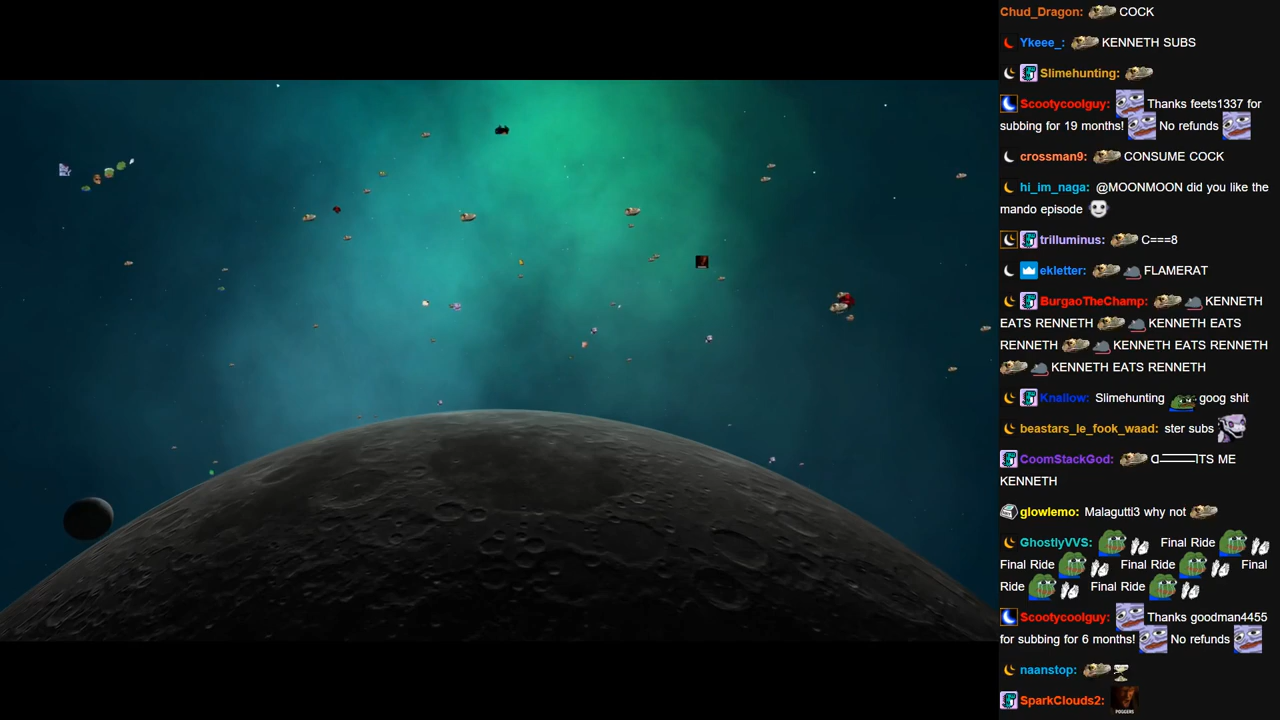 Chud_Dragon: COCK
Ykeee_: KENNETH SUBS
Slimehunting:
Scootycoolguy: Thanks feets1337 for
subbing for 19 months! No refunds
crossman9: CONSUME COCK
hi_im_naga: @MOONMOON did you like the
mando episode
trilluminus: C===8
ekletter: FLAMERAT
BurgaoTheChamp: KENNETH
EATS RENNETH KENNETH EATS
RENNETH KENNETH EATS RENNETH
KENNETH EATS RENNETH
Knallow: Slimehunting goog shit
beastars_le_fook_waad: ster subs
CoomStackGod: ITS ME
KENNETH
glowlemo: Malagutti3 why not
GhostlyVVS: Final Ride
Final Ride Final Ride Final
Ride Final Ride
Scootycoolguy: Thanks goodman4455
for subbing for 6 months! No refunds
naanstop:
SparkClouds2: POGGERS